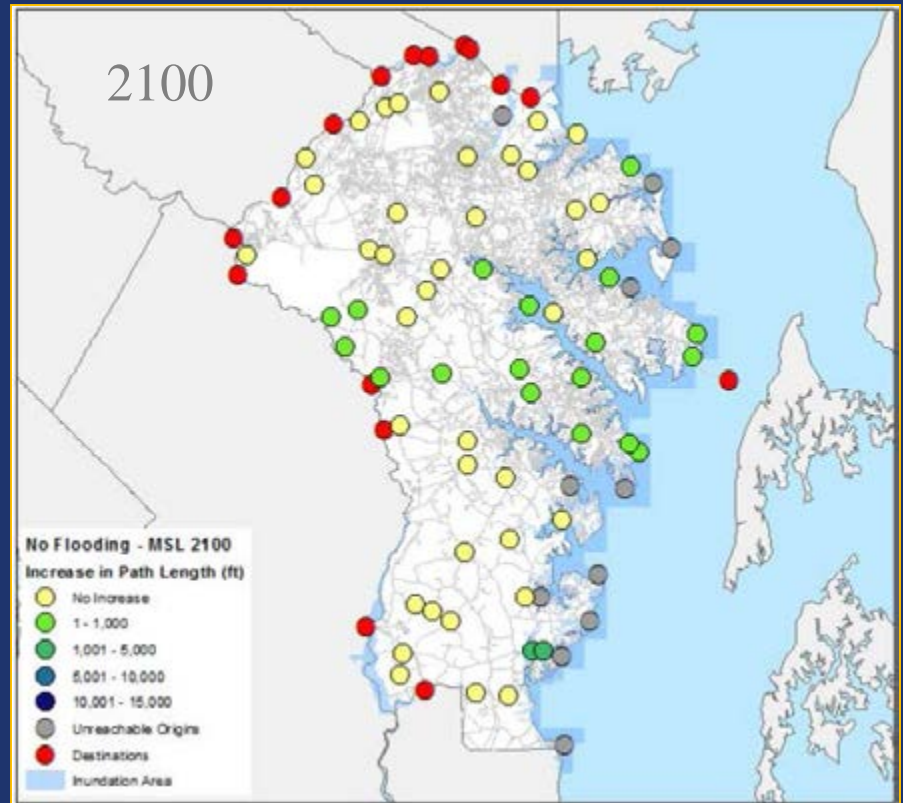 2100
No Flooding - MSL 2100
Increase in Path Length (ft)
No Increase
1 - 1,000
1,001 - 5,000
5,001 - 10,000
10,001 - 15,000
Unreachable Origins
Destinations
Inundation Area